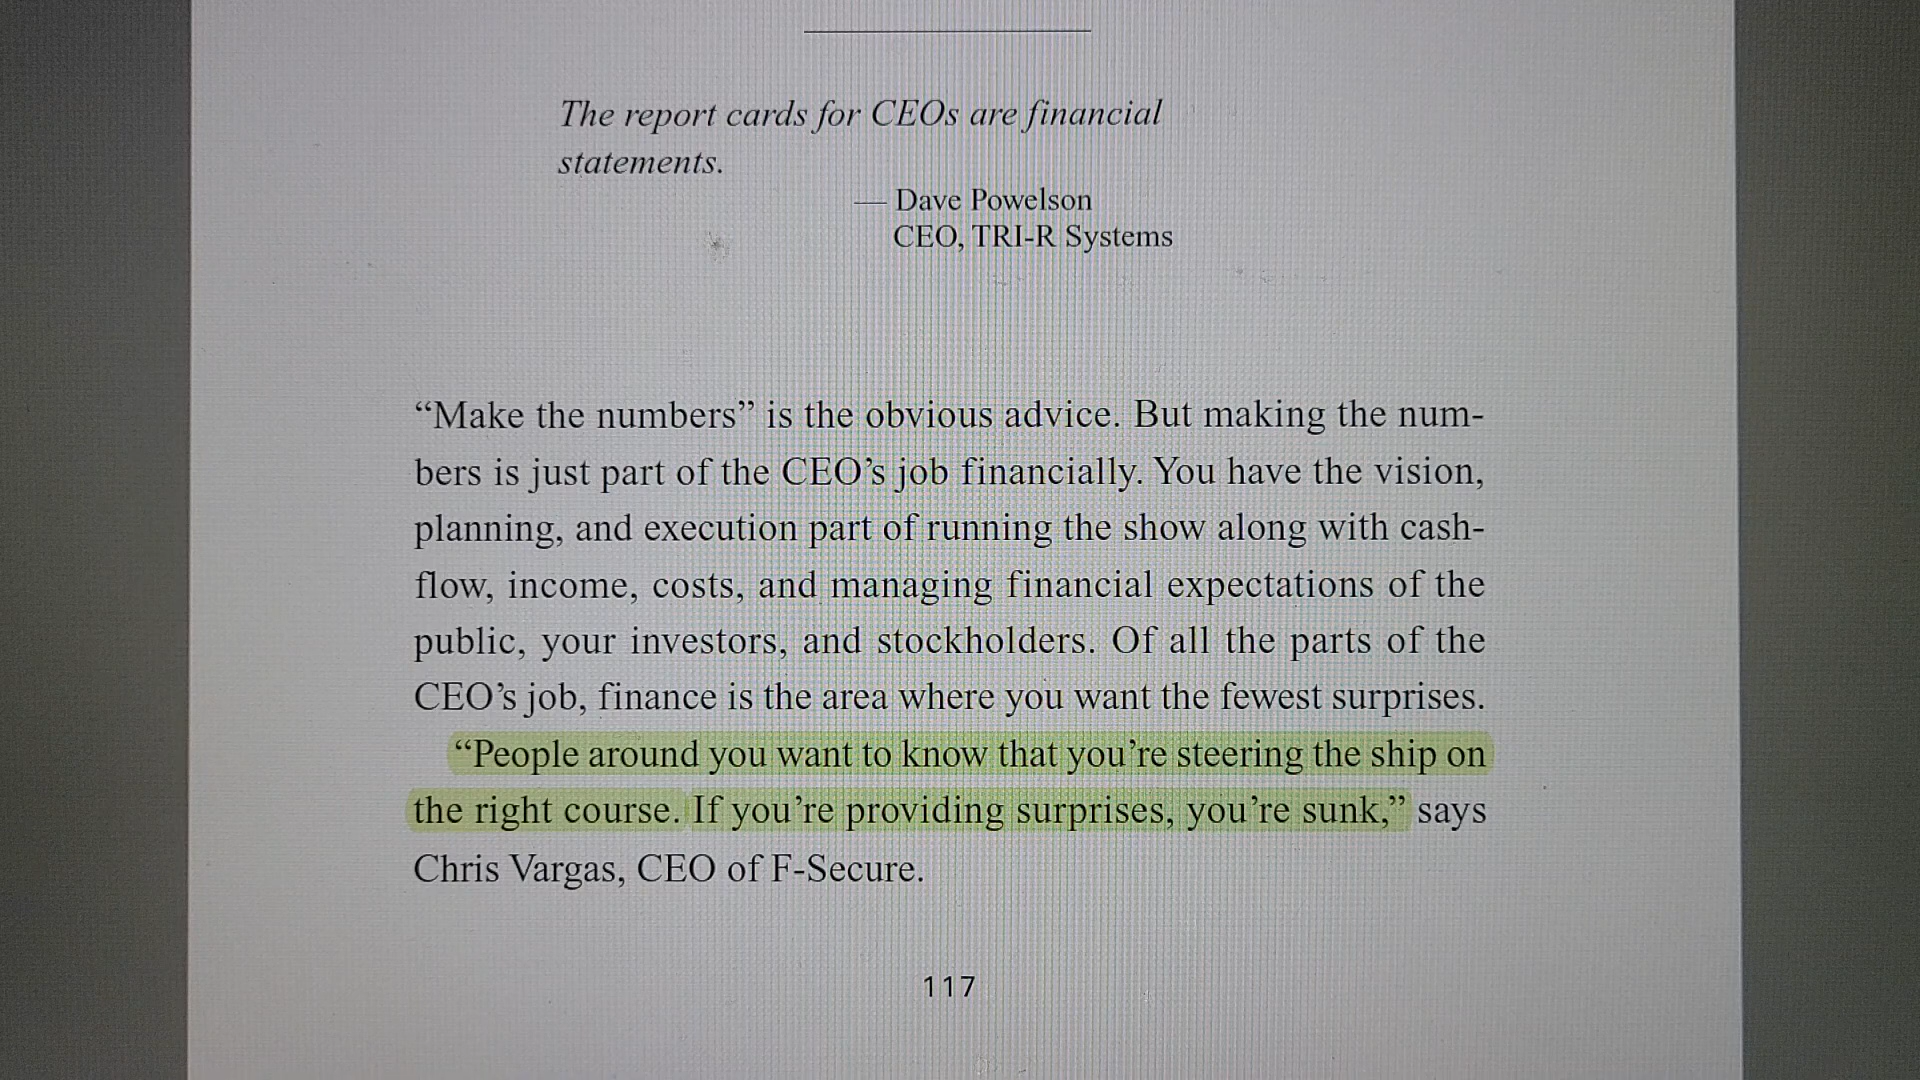 The report cards for CEOs are financial
statements.
— Dave Powelson
CEO, TRI-R Systems
“Make the numbers” is the obvious advice. But making the num-
bers is just part of the CEO’s job financially. You have the vision,
planning, and execution part of running the show along with cash-
flow, income, costs, and managing financial expectations of the
public, your investors, and stockholders. Of all the parts of the
CEO’s job, finance is the area where you want the fewest surprises.
“People around you want to know that you’re steering the ship on
the right course. If you’re providing surprises, you’re sunk,” says
Chris Vargas, CEO of F-Secure.
117